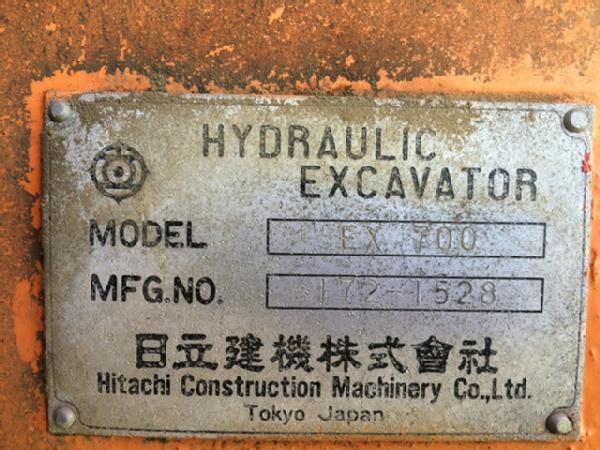 HYDRAULIC
EXCAVATOR
MODEL EX 700
MFG.NO. 172-1528
日立建機株式會社
Hitachi Construction Machinery Co.,Ltd.
Tokyo Japan